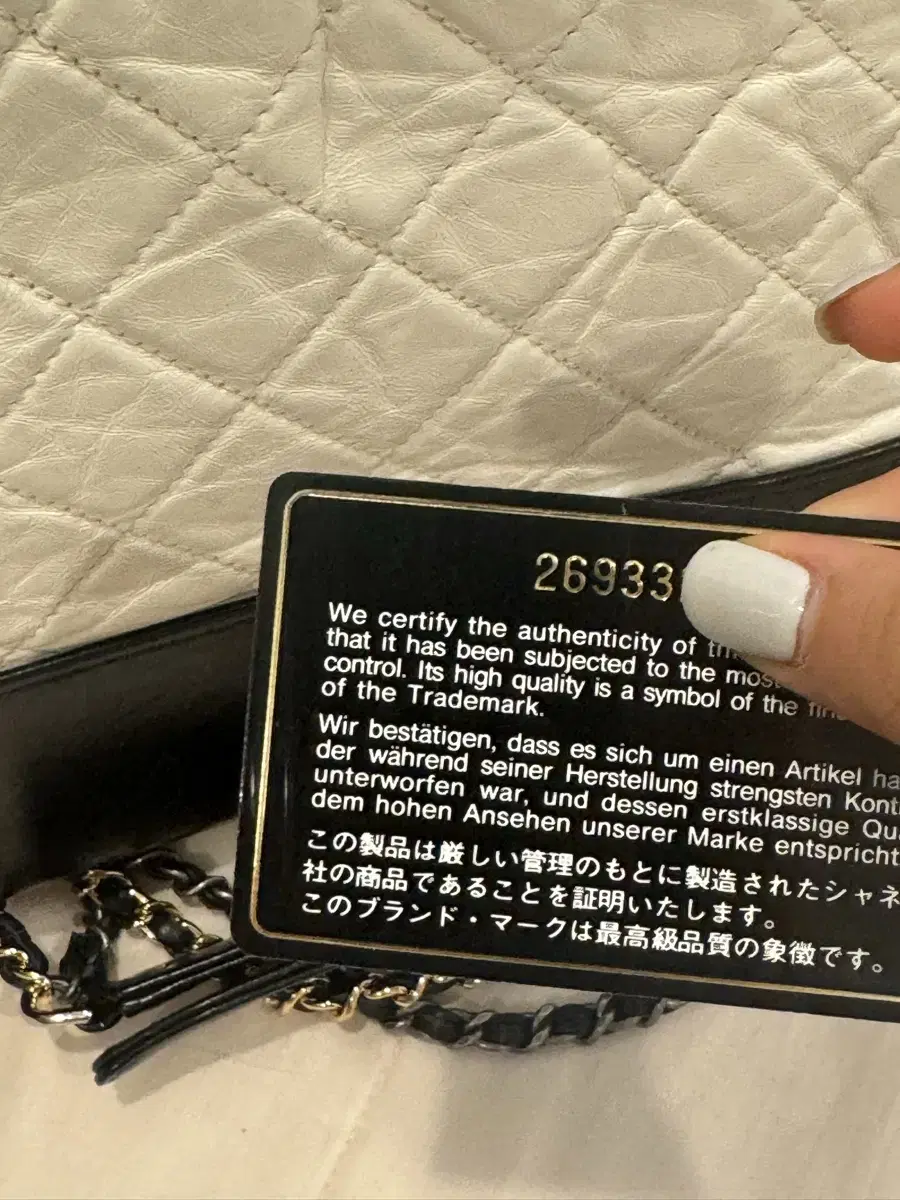 26933
We certify the authenticity of
that it has been subjected to the most
control. Its high quality is a symbol of the
of the Trademark.
Wir bestätigen, dass es sich um einen Artikel
der während seiner Herstellung strengsten
unterworfen war, und dessen erstklassige
dem hohen Ansehen unserer Marke entspricht
この製品は厳しい管理のもとに製造されたシャネ
社の商品であることを証明いたします。
このブランド・マークは最高級品質の象徴です。